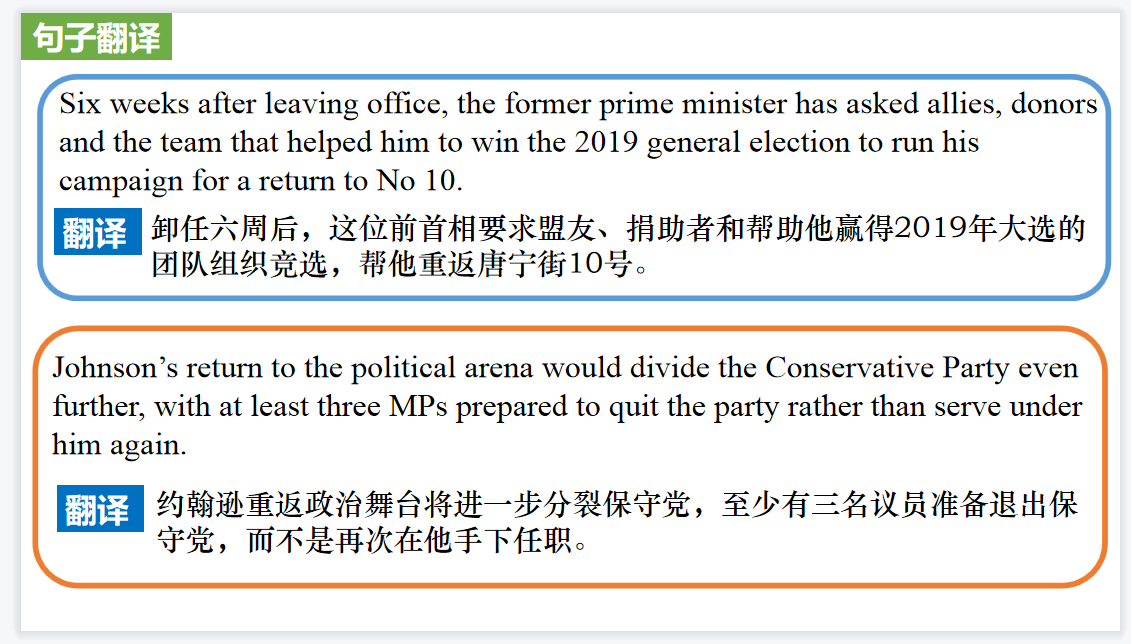 句子翻译
Six weeks after leaving office, the former prime minister has asked allies, donors
and the team that helped him to win the 2019 general election to run his
campaign for a return to No 10.
翻译
卸任六周后，这位前首相要求盟友、捐助者和帮助他赢得2019年大选的
团队组织竞选，帮他重返唐宁街10号。
Johnson’s return to the political arena would divide the Conservative Party even
further, with at least three MPs prepared to quit the party rather than serve under
him again.
翻译
约翰逊重返政治舞台将进一步分裂保守党，至少有三名议员准备退出保
守党，而不是再次在他手下任职。